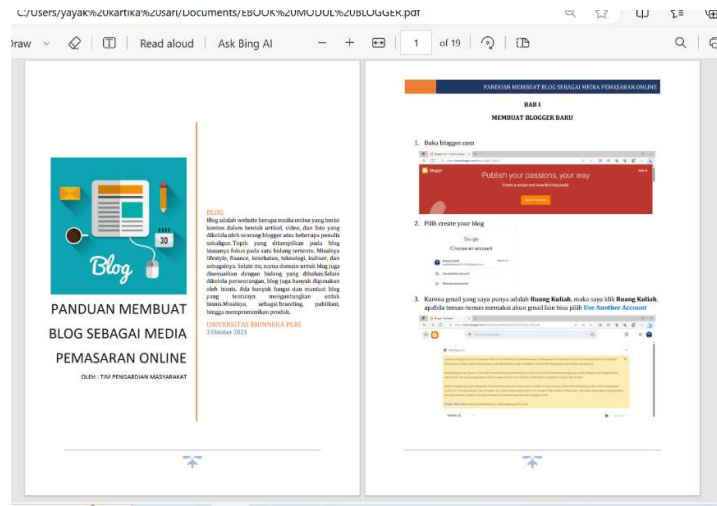 C:/Users/yayak%20kartika%20sari/Documents/EBOOK%20MODUL%20BLOGGER.pdf
Draw
Read aloud
Ask Bing AI
1
of 19
30
Blog
PANDUAN MEMBUAT
BLOG SEBAGAI MEDIA
PEMASARAN ONLINE
OLEH : TIM PENGABDIAN MASYARAKAT
BLOG
Blog adalah website berupa media online yang berisi
konten dalam bentuk artikel, video, dan foto yang
dikelola oleh seorang blogger atau beberapa penulis
sekaligus. Topik yang ditampilkan pada blog
biasanya fokus pada satu bidang tertentu. Misalnya
lifestyle, finance, kesehatan, teknologi, kuliner, dan
sebagainya. Selain itu, nama domain untuk blog juga
disesuaikan dengan bidang yang dibahas.Selain
dikelola perseorangan, blog juga banyak digunakan
oleh bisnis. Ada banyak fungsi dan manfaat blog
yang tentunya menguntungkan untuk
bisnis.Misalnya, sebagai branding, publikasi,
hingga mempromosikan produk.
UNIVERSITAS BHINNEKA PGRI
3 Oktober 2023
PANDUAN MEMBUAT BLOG SEBAGAI MEDIA PEMASARAN ONLINE
BAB I
MEMBUAT BLOGGER BARU
1. Buka blogger.com
Blogger
Publish your passions, your way
Create a unique and beautiful blog easily
2. Pilih create your blog
Google
Choose an account
Ruang Kuliah
3. Karena gmail yang saya punya adalah Ruang Kuliah, maka saya klik Ruang Kuliah,
apabila teman-teman memakai akun gmail lain bisa pilih Use Another Account